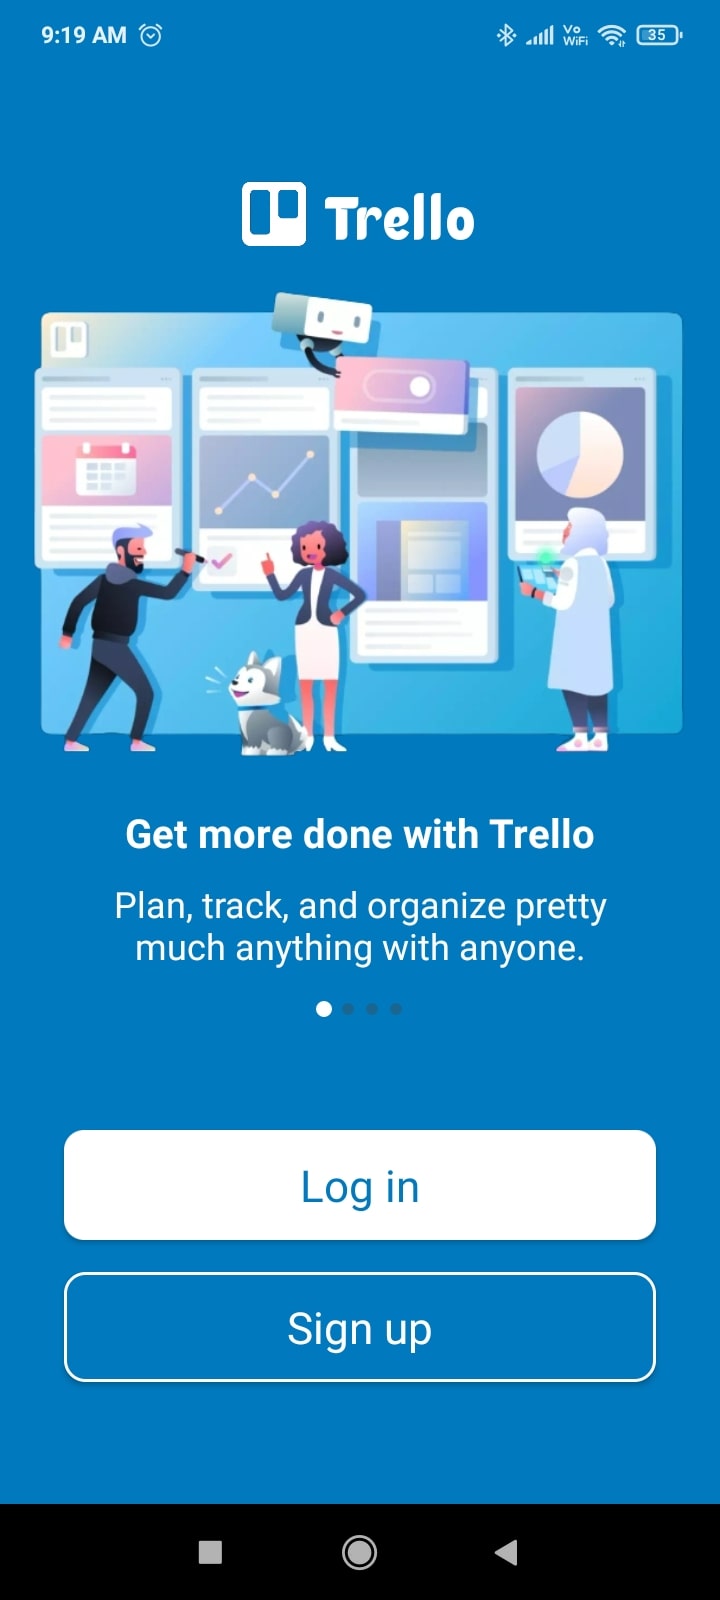 9:19 AM
Vo
WiFi
35
Trello
Get more done with Trello
Plan, track, and organize pretty
much anything with anyone.
Log in
Sign up